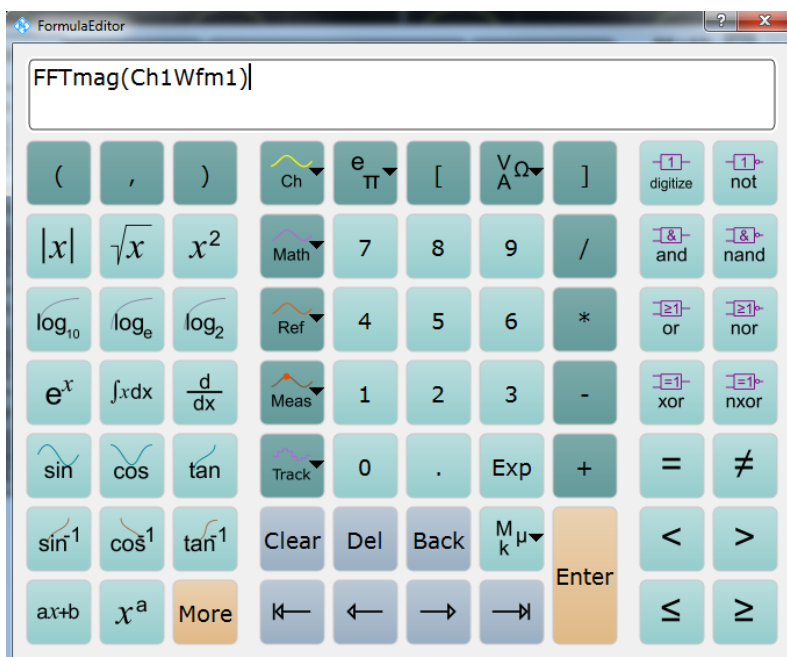 FormulaEditor
? X
FFTmag(Ch1Wfm1)
( , ) Ch e π [ V A Ω ] 1 digitize 1 not
|x| √x x² Math 7 8 9 / & and & nand
log₁₀ logₑ log₂ Ref 4 5 6 * ≥1 or ≥1 nor
eˣ ∫xdx d/dx Meas 1 2 3 - =1 xor =1 nxor
sin cos tan Track 0 . Exp + = ≠
sin⁻¹ cos⁻¹ tan⁻¹ Clear Del Back M k μ Enter < >
ax+b xᵃ More ≤ ≥